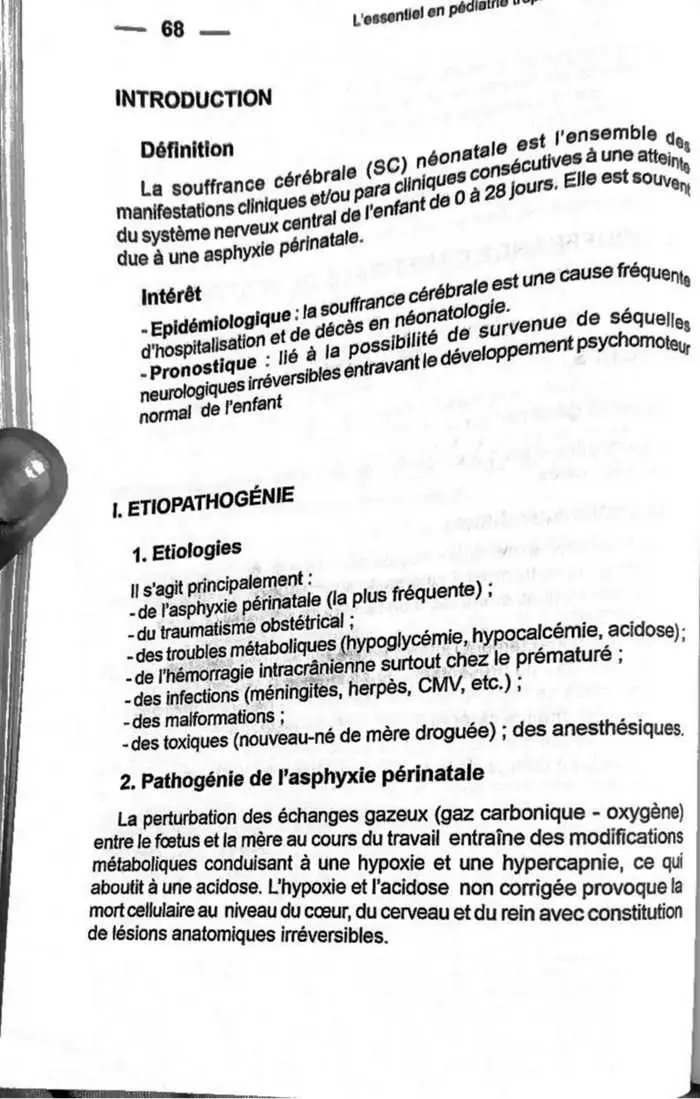 — 68 —
L'essentiel en pédiatrie
INTRODUCTION
Définition
La souffrance cérébrale (SC) néonatale est l'ensemble des
manifestations cliniques et/ou para cliniques consécutives à une atteinte
du système nerveux central de l'enfant de 0 à 28 jours. Elle est souvent
due à une asphyxie périnatale.
Intérêt
- Epidémiologique : la souffrance cérébrale est une cause fréquente
d'hospitalisation et de décès en néonatologie.
- Pronostique : lié à la possibilité de survenue de séquelles
neurologiques irréversibles entravant le développement psychomoteur
normal de l'enfant
I. ETIOPATHOGÉNIE
1. Etiologies
Il s'agit principalement :
- de l'asphyxie périnatale (la plus fréquente) ;
- du traumatisme obstétrical ;
- des troubles métaboliques (hypoglycémie, hypocalcémie, acidose);
- de l'hémorragie intracrânienne surtout chez le prématuré ;
- des infections (méningites, herpès, CMV, etc.) ;
- des malformations ;
- des toxiques (nouveau-né de mère droguée) ; des anesthésiques.
2. Pathogénie de l'asphyxie périnatale
La perturbation des échanges gazeux (gaz carbonique - oxygène)
entre le fœtus et la mère au cours du travail entraîne des modifications
métaboliques conduisant à une hypoxie et une hypercapnie, ce qui
aboutit à une acidose. L'hypoxie et l'acidose non corrigée provoque la
mort cellulaire au niveau du cœur, du cerveau et du rein avec constitution
de lésions anatomiques irréversibles.